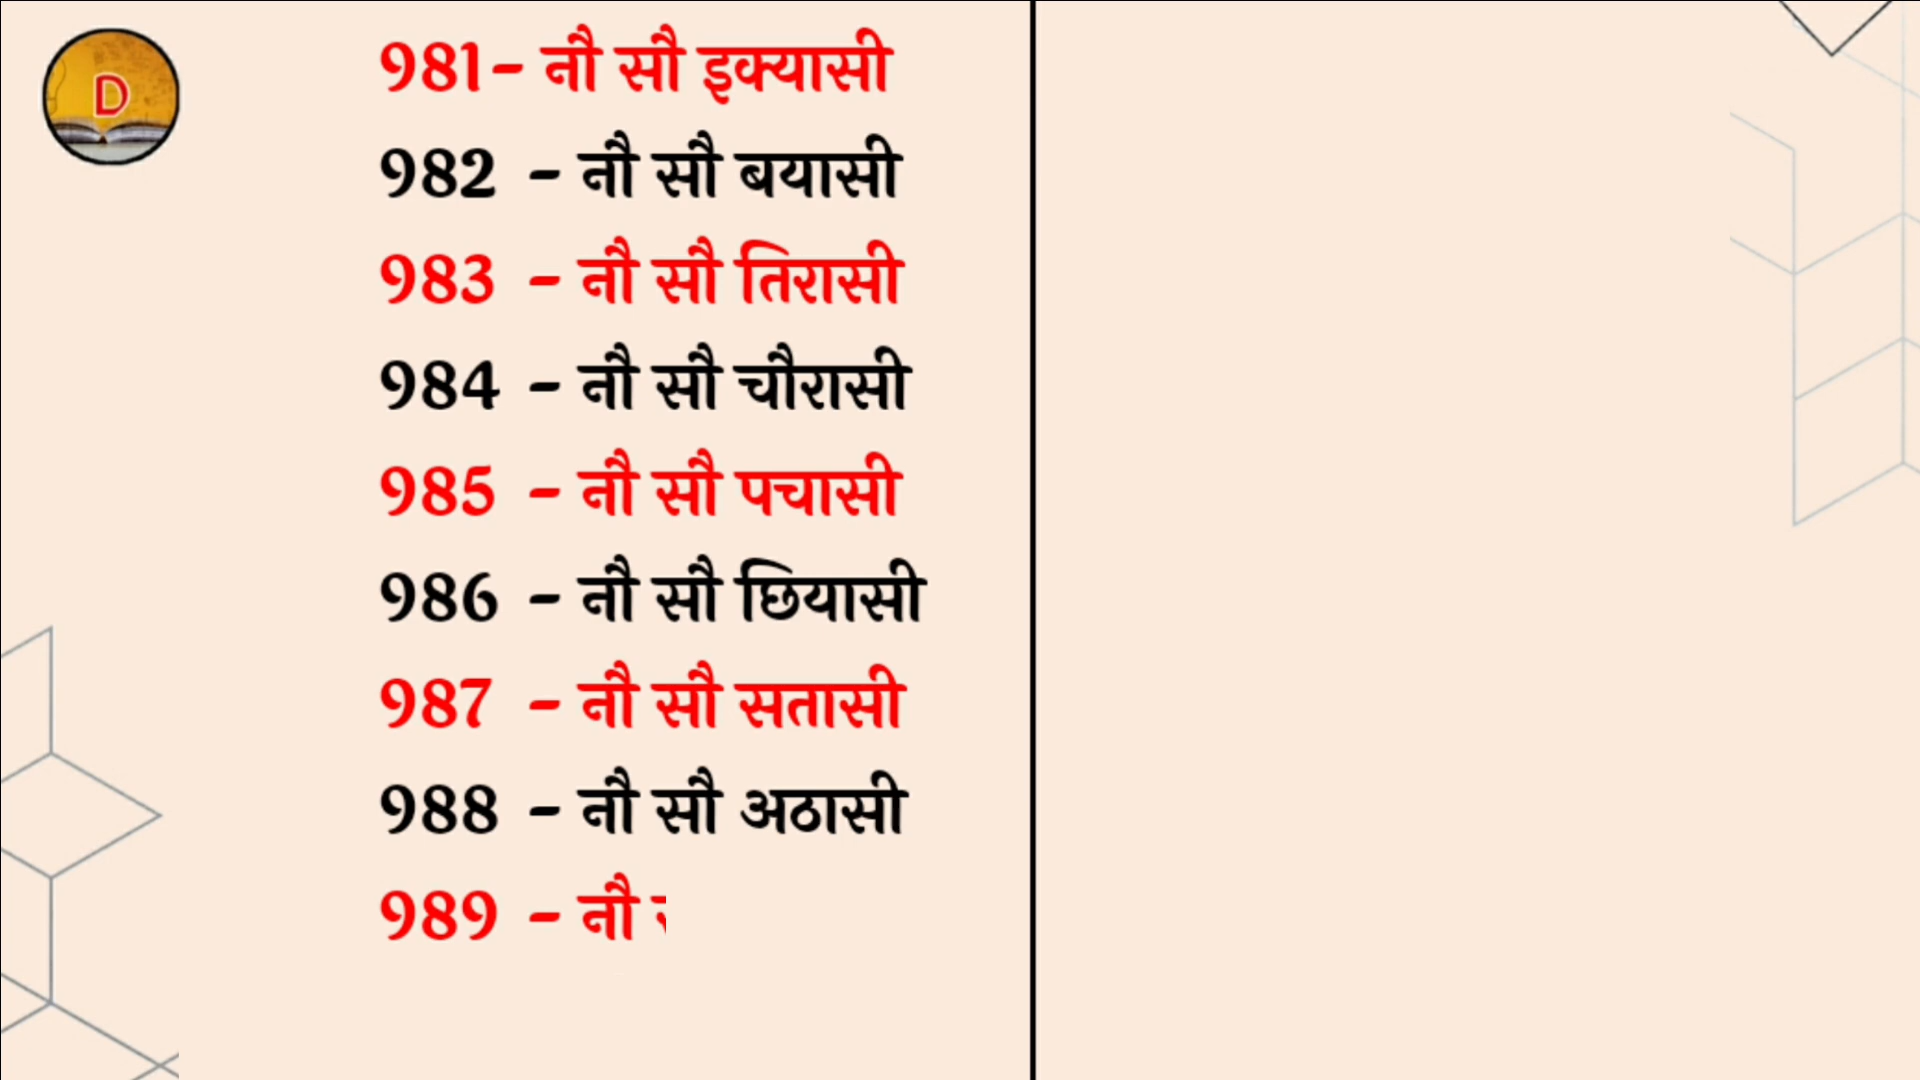 D
981- नौ सौ इक्यासी
982 - नौ सौ बयासी
983 - नौ सौ तिरासी
984 - नौ सौ चौरासी
985 - नौ सौ पचासी
986 - नौ सौ छियासी
987 - नौ सौ सतासी
988 - नौ सौ अठासी
989 - नौ